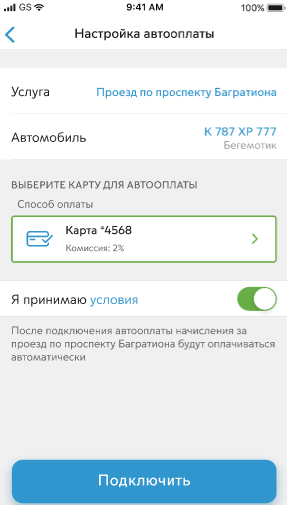 GS 9:41 AM 100%
Настройка автооплаты
Услуга Проезд по проспекту Багратиона
Автомобиль К 787 ХР 777
Бегемотик
ВЫБЕРИТЕ КАРТУ ДЛЯ АВТООПЛАТЫ
Способ оплаты
Карта *4568
Комиссия: 2%
Я принимаю условия
После подключения автооплаты начисления за
проезд по проспекту Багратиона будут оплачиваться
автоматически
Подключить